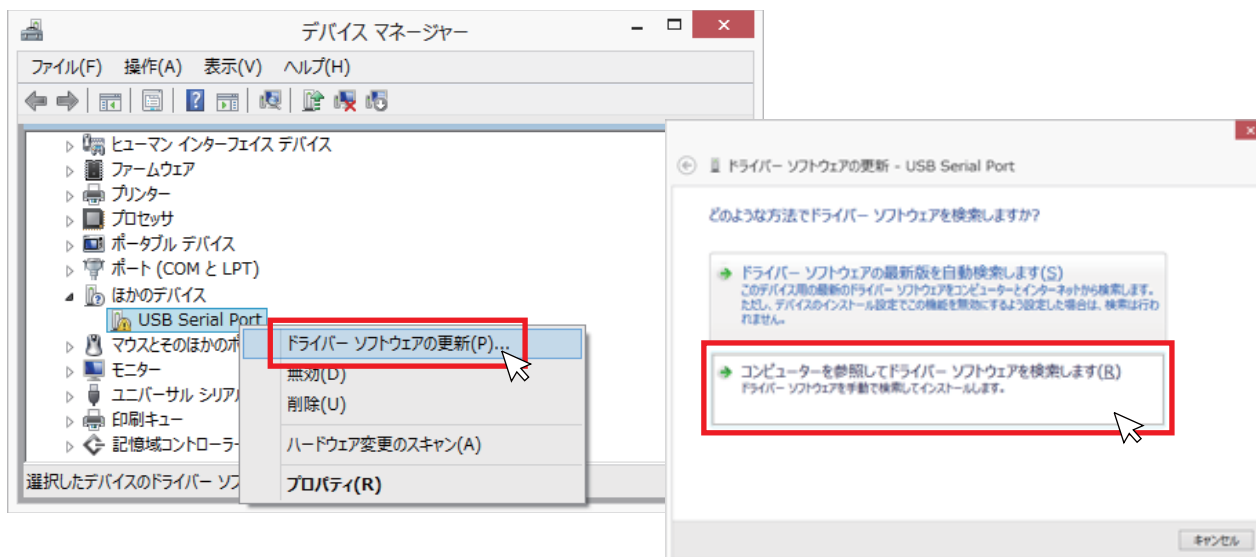 デバイス マネージャー
ファイル(F) 操作(A) 表示(V) ヘルプ(H)
ヒューマン インターフェイス デバイス
ファームウェア
プリンター
プロセッサ
ポータブル デバイス
ポート (COM と LPT)
ほかのデバイス
USB Serial Port
マウスとそのほかのポ
モニター
ユニバーサル シリアル
印刷キュー
記憶域コントローラー
選択したデバイスのドライバー ソフ
ドライバー ソフトウェアの更新(P)...
無効(D)
削除(U)
ハードウェア変更のスキャン(A)
プロパティ(R)
ドライバー ソフトウェアの更新 - USB Serial Port
どのような方法でドライバー ソフトウェアを検索しますか?
ドライバー ソフトウェアの最新版を自動検索します(S)
このデバイス用の最新のドライバー ソフトウェアをコンピューターとインターネットから検索します。
ただし、デバイスのインストール設定でこの機能を無効にするよう設定した場合は、検索は行わ
れません。
コンピューターを参照してドライバー ソフトウェアを検索します(R)
ドライバー ソフトウェアを手動で検索してインストールします。
キャンセル